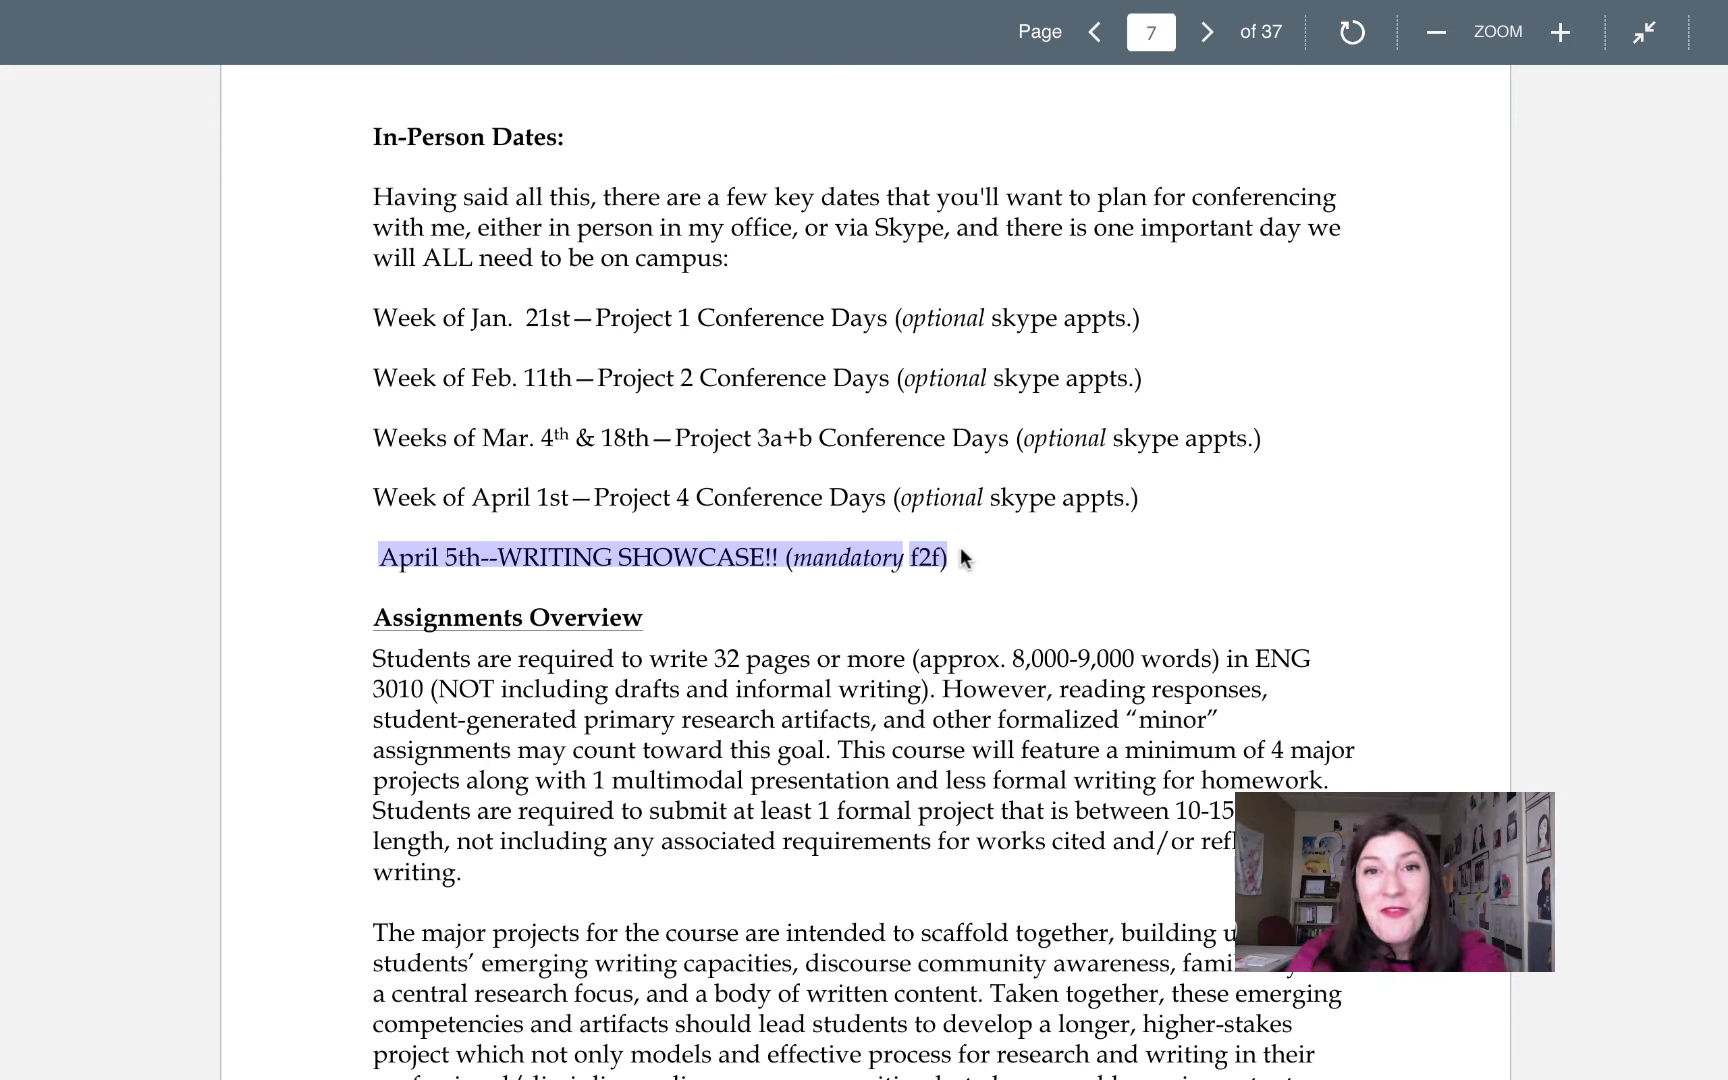 Page 7 of 37 ZOOM
In-Person Dates:
Having said all this, there are a few key dates that you'll want to plan for conferencing
with me, either in person in my office, or via Skype, and there is one important day we
will ALL need to be on campus:
Week of Jan.  21st—Project 1 Conference Days (optional skype appts.)
Week of Feb. 11th—Project 2 Conference Days (optional skype appts.)
Weeks of Mar. 4th & 18th—Project 3a+b Conference Days (optional skype appts.)
Week of April 1st—Project 4 Conference Days (optional skype appts.)
April 5th--WRITING SHOWCASE!! (mandatory f2f)
Assignments Overview
Students are required to write 32 pages or more (approx. 8,000-9,000 words) in ENG
3010 (NOT including drafts and informal writing). However, reading responses,
student-generated primary research artifacts, and other formalized “minor”
assignments may count toward this goal. This course will feature a minimum of 4 major
projects along with 1 multimodal presentation and less formal writing for homework.
Students are required to submit at least 1 formal project that is between 10-15
length, not including any associated requirements for works cited and/or
writing.
The major projects for the course are intended to scaffold together, building
students’ emerging writing capacities, discourse community awareness,
a central research focus, and a body of written content. Taken together, these emerging
competencies and artifacts should lead students to develop a longer, higher-stakes
project which not only models and effective process for research and writing in their